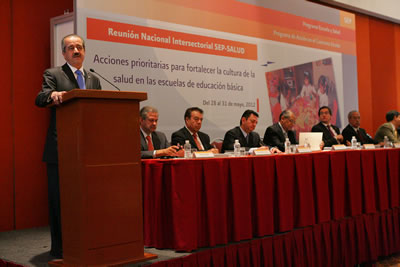 Reunión Nacional Intersectorial SEP-SALUD
Acciones prioritarias para fortalecer la cultura de la
salud en las escuelas de educación básica
Del 28 al 31 de mayo, 2012
SEP